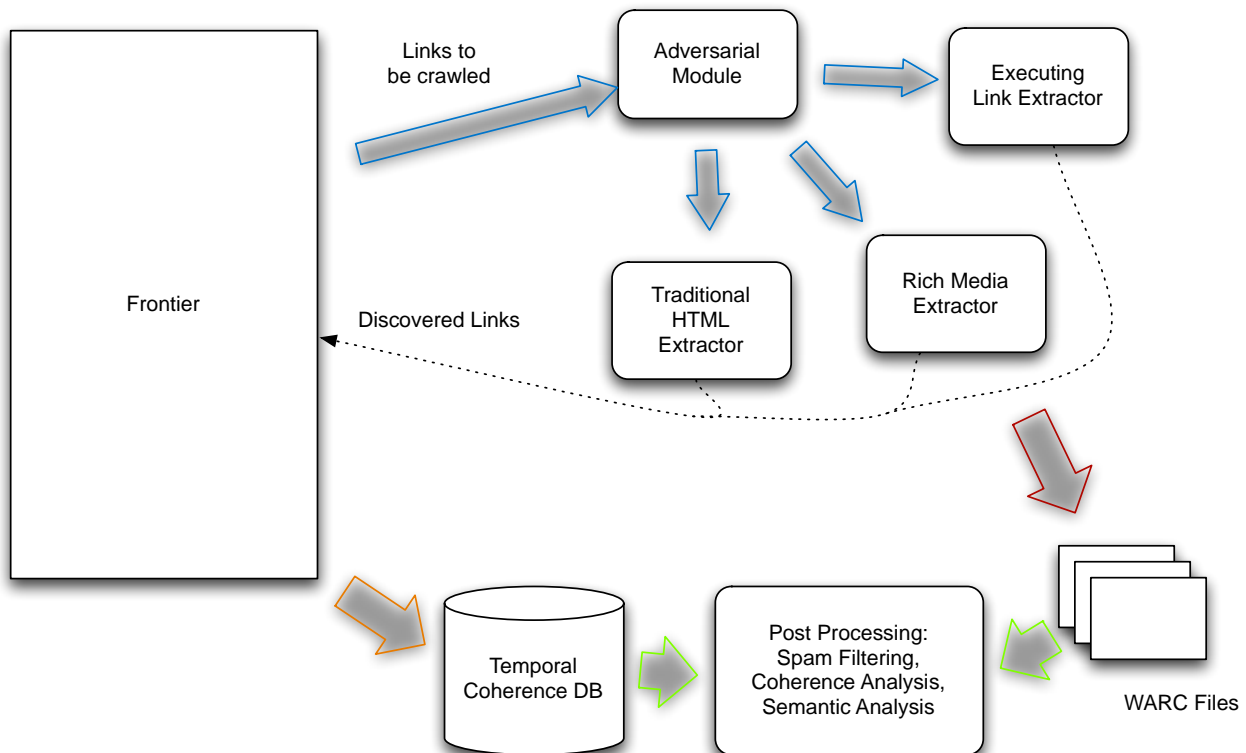 Links to
be crawled
Adversarial
Module
Executing
Link Extractor
Frontier
Discovered Links
Traditional
HTML
Extractor
Rich Media
Extractor
Temporal
Coherence DB
Post Processing:
Spam Filtering,
Coherence Analysis,
Semantic Analysis
WARC Files